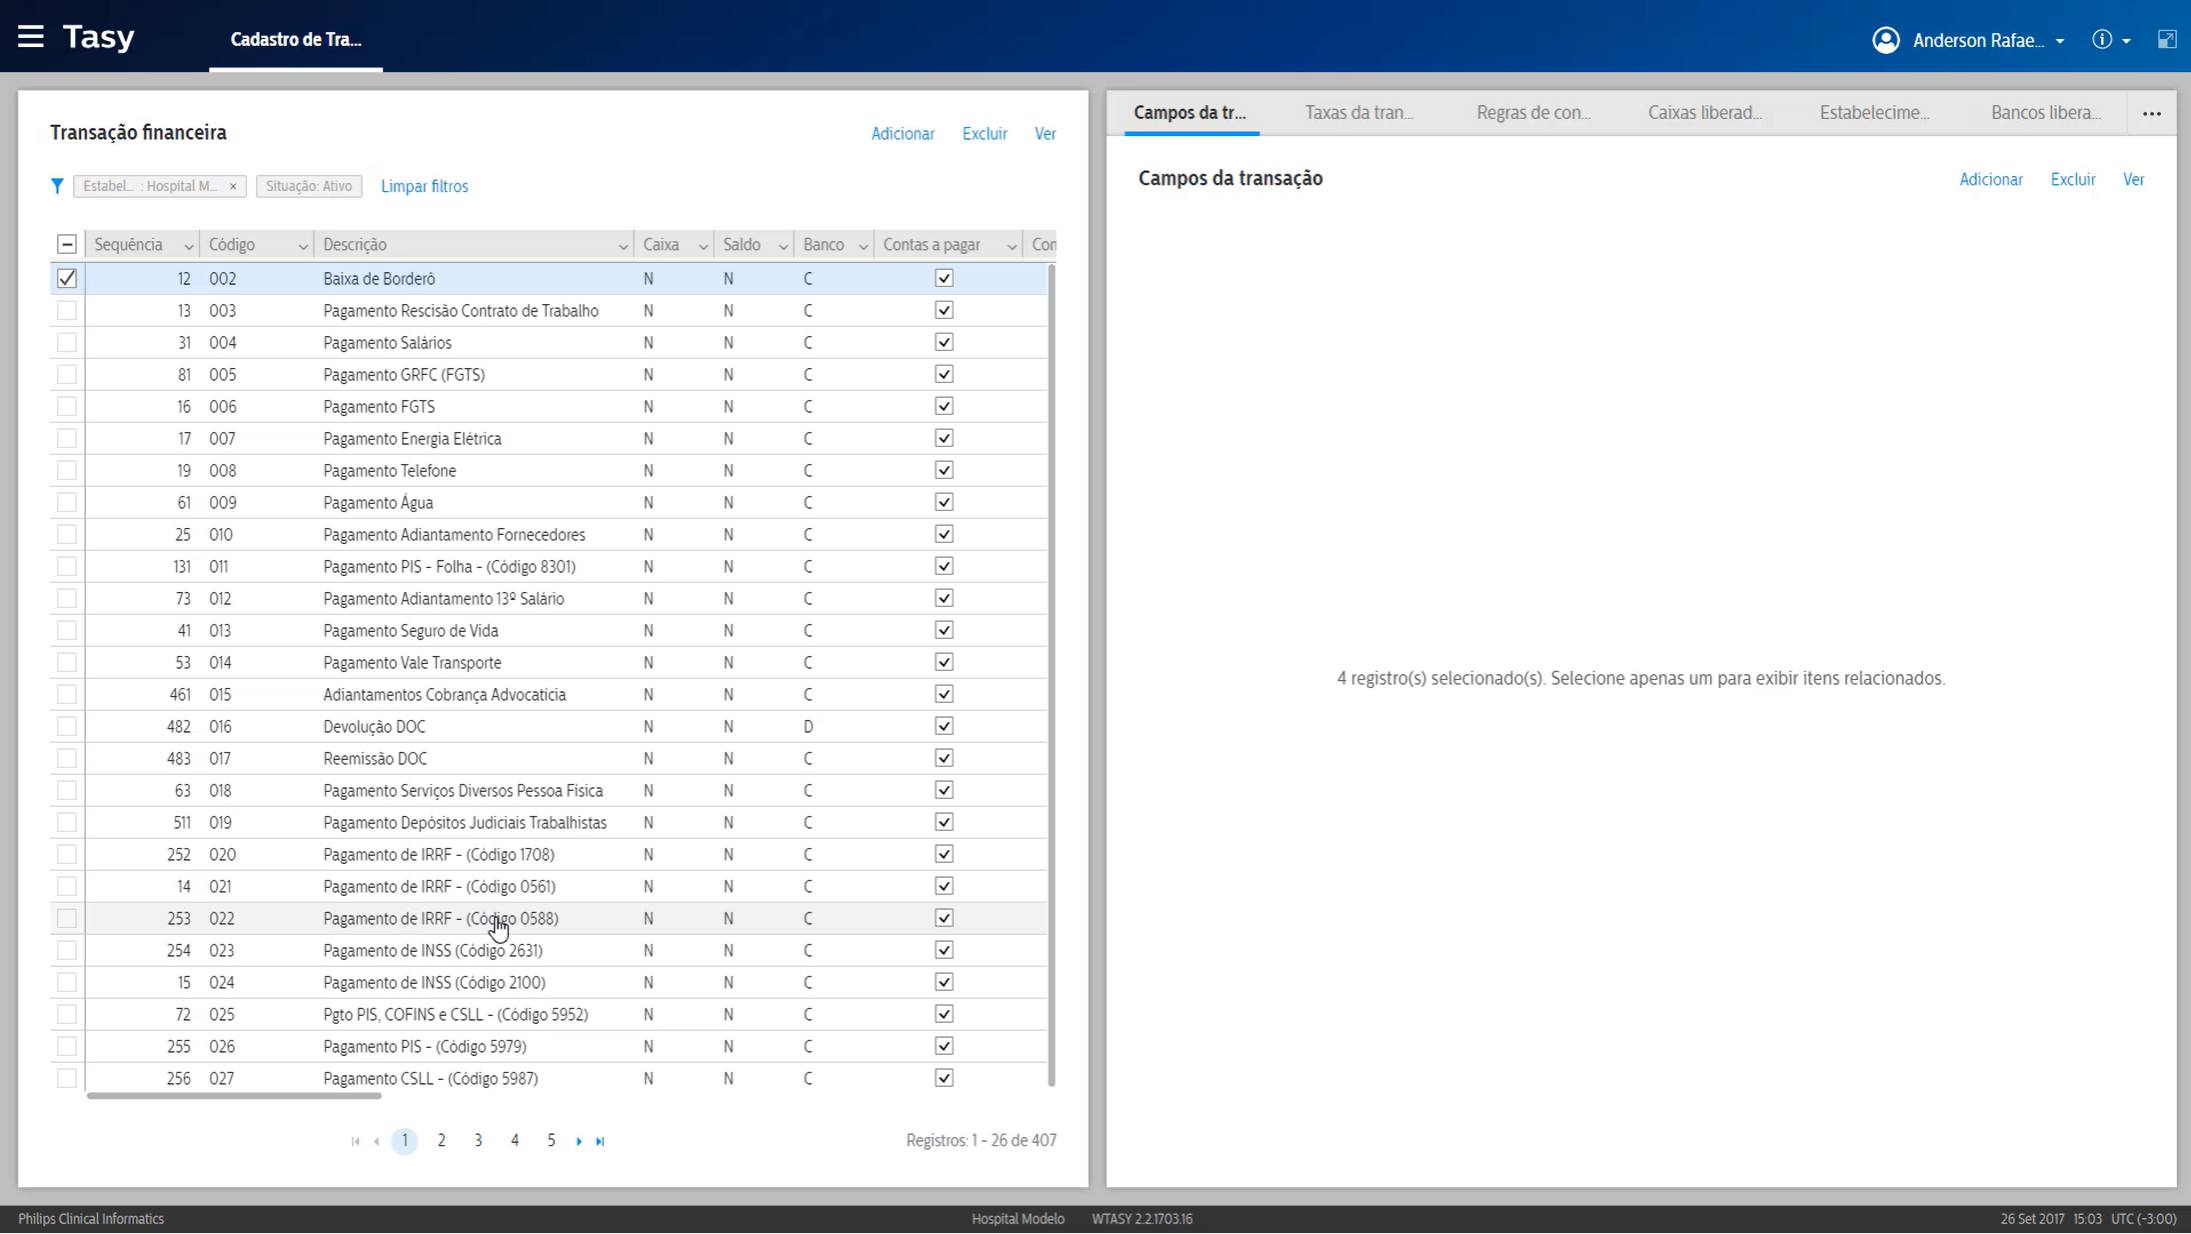 Tasy Cadastro de Tra... Anderson Rafae...
Transação financeira Adicionar Excluir Ver
Estabel... : Hospital M... × Situação: Ativo Limpar filtros
Sequência Código Descrição Caixa Saldo Banco Contas a pagar Con
12 002 Baixa de Borderô N N C
13 003 Pagamento Rescisão Contrato de Trabalho N N C
31 004 Pagamento Salários N N C
81 005 Pagamento GRFC (FGTS) N N C
16 006 Pagamento FGTS N N C
17 007 Pagamento Energia Elétrica N N C
19 008 Pagamento Telefone N N C
61 009 Pagamento Água N N C
25 010 Pagamento Adiantamento Fornecedores N N C
131 011 Pagamento PIS - Folha - (Código 8301) N N C
73 012 Pagamento Adiantamento 13º Salário N N C
41 013 Pagamento Seguro de Vida N N C
53 014 Pagamento Vale Transporte N N C
461 015 Adiantamentos Cobrança Advocatícia N N C
482 016 Devolução DOC N N D
483 017 Reemissão DOC N N C
63 018 Pagamento Serviços Diversos Pessoa Física N N C
511 019 Pagamento Depósitos Judiciais Trabalhistas N N C
252 020 Pagamento de IRRF - (Código 1708) N N C
14 021 Pagamento de IRRF - (Código 0561) N N C
253 022 Pagamento de IRRF - (Código 0588) N N C
254 023 Pagamento de INSS (Código 2631) N N C
15 024 Pagamento de INSS (Código 2100) N N C
72 025 Pgto PIS, COFINS e CSLL - (Código 5952) N N C
255 026 Pagamento PIS - (Código 5979) N N C
256 027 Pagamento CSLL - (Código 5987) N N C
1 2 3 4 5 Registros: 1 - 26 de 407
Campos da tr... Taxas da tran... Regras de con... Caixas liberad... Estabelecime... Bancos libera... ...
Campos da transação Adicionar Excluir Ver
4 registro(s) selecionado(s). Selecione apenas um para exibir itens relacionados.
Philips Clinical Informatics Hospital Modelo WTASY 2.2.1703.16 26 Set 2017 15:03 UTC (-3:00)